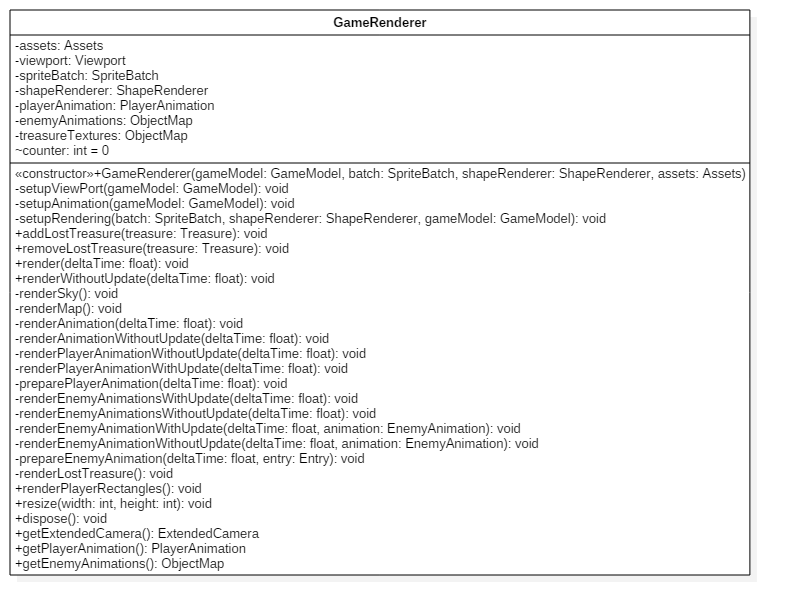 GameRenderer
-assets: Assets
-viewport: Viewport
-spriteBatch: SpriteBatch
-shapeRenderer: ShapeRenderer
-playerAnimation: PlayerAnimation
-enemyAnimations: ObjectMap
-treasureTextures: ObjectMap
~counter: int = 0
«constructor»+GameRenderer(gameModel: GameModel, batch: SpriteBatch, shapeRenderer: ShapeRenderer, assets: Assets)
-setupViewPort(gameModel: GameModel): void
-setupAnimation(gameModel: GameModel): void
-setupRendering(batch: SpriteBatch, shapeRenderer: ShapeRenderer, gameModel: GameModel): void
+addLostTreasure(treasure: Treasure): void
+removeLostTreasure(treasure: Treasure): void
+render(deltaTime: float): void
+renderWithoutUpdate(deltaTime: float): void
-renderSky(): void
-renderMap(): void
-renderAnimation(deltaTime: float): void
-renderAnimationWithoutUpdate(deltaTime: float): void
-renderPlayerAnimationWithoutUpdate(deltaTime: float): void
-renderPlayerAnimationWithUpdate(deltaTime: float): void
-preparePlayerAnimation(deltaTime: float): void
-renderEnemyAnimationsWithUpdate(deltaTime: float): void
-renderEnemyAnimationsWithoutUpdate(deltaTime: float): void
-renderEnemyAnimationWithUpdate(deltaTime: float, animation: EnemyAnimation): void
-renderEnemyAnimationWithoutUpdate(deltaTime: float, animation: EnemyAnimation): void
-prepareEnemyAnimation(deltaTime: float, entry: Entry): void
-renderLostTreasure(): void
+renderPlayerRectangles(): void
+resize(width: int, height: int): void
+dispose(): void
+getExtendedCamera(): ExtendedCamera
+getPlayerAnimation(): PlayerAnimation
+getEnemyAnimations(): ObjectMap